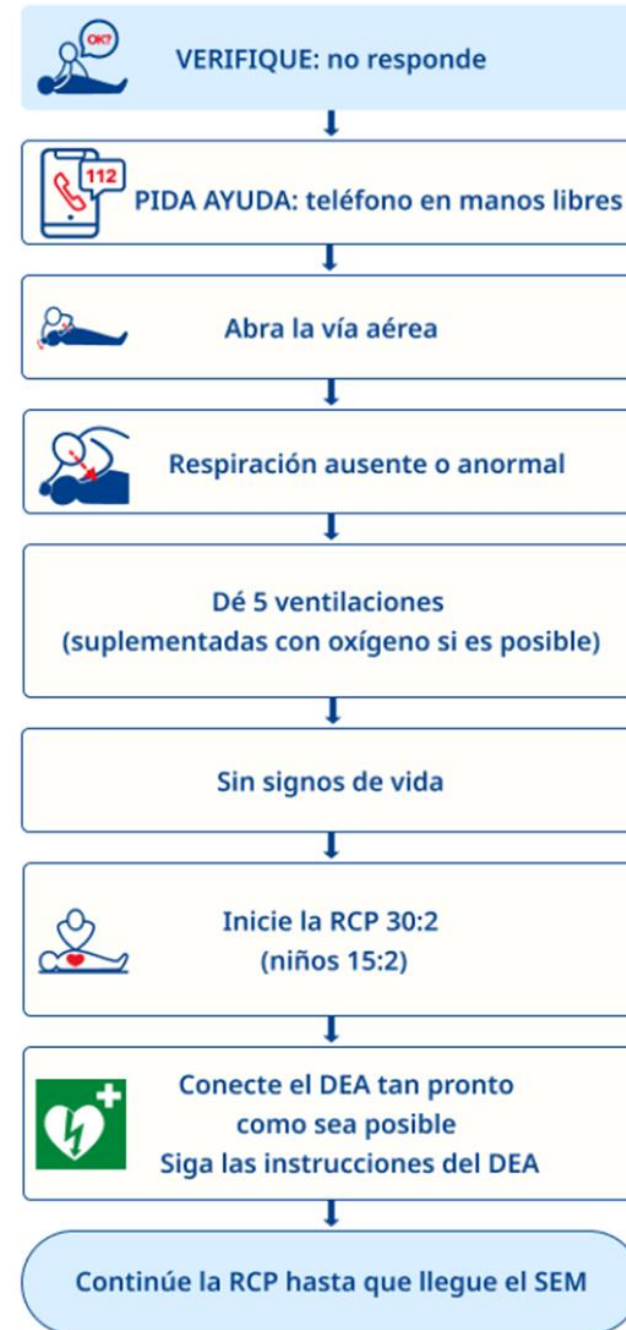 OK?
VERIFIQUE: no responde
112
PIDA AYUDA: teléfono en manos libres
Abra la vía aérea
Respiración ausente o anormal
Dé 5 ventilaciones
(suplementadas con oxígeno si es posible)
Sin signos de vida
Inicie la RCP 30:2
(niños 15:2)
Conecte el DEA tan pronto
como sea posible
Siga las instrucciones del DEA
Continúe la RCP hasta que llegue el SEM